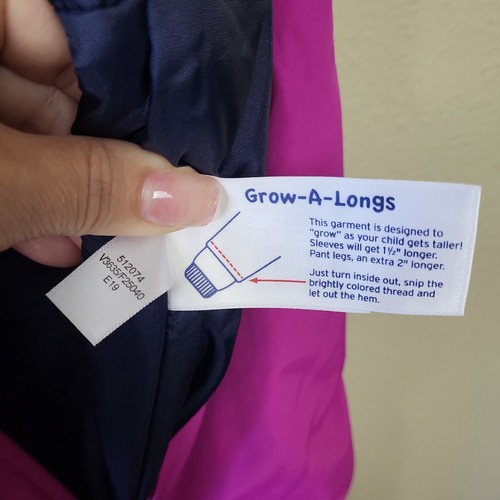 Grow-A-Longs
This garment is designed to
"grow" as your child gets taller!
Sleeves will get 1½" longer.
Pant legs, an extra 2" longer.
Just turn inside out, snip the
brightly colored thread and
let out the hem.
512074
V3635/F25040
E19